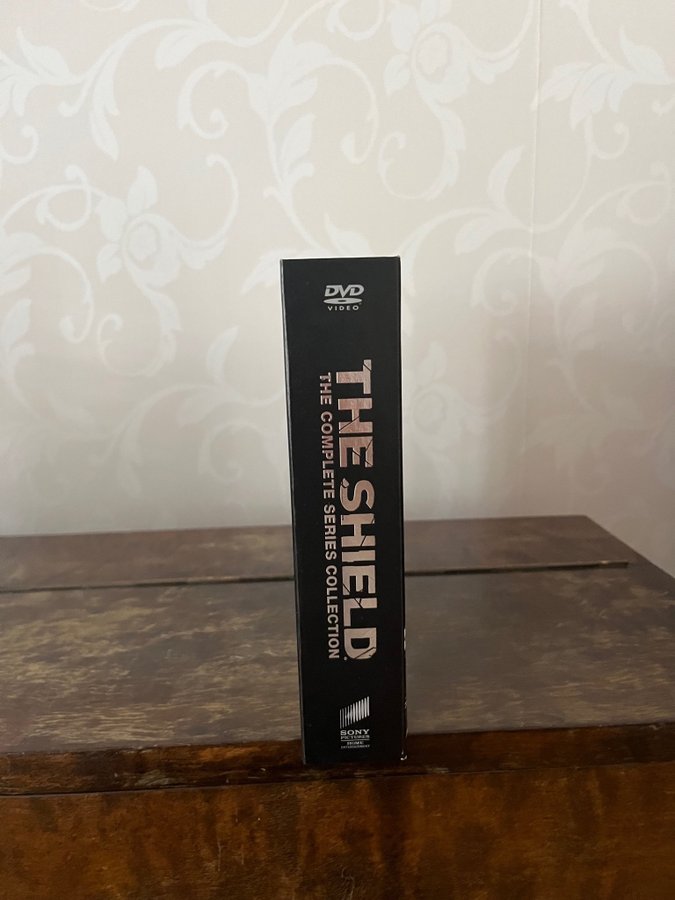 DVD
VIDEO
THE SHIELD
THE COMPLETE SERIES COLLECTION
SONY
PICTURES
HOME
ENTERTAINMENT